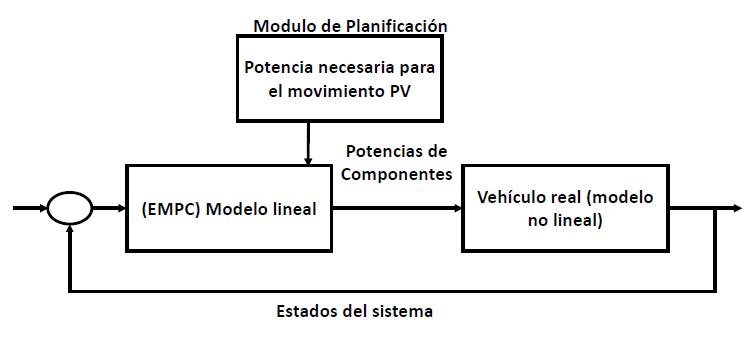 Modulo de Planificación
Potencia necesaria para
el movimiento PV
Potencias de
Componentes
(EMPC) Modelo lineal
Vehículo real (modelo
no lineal)
Estados del sistema